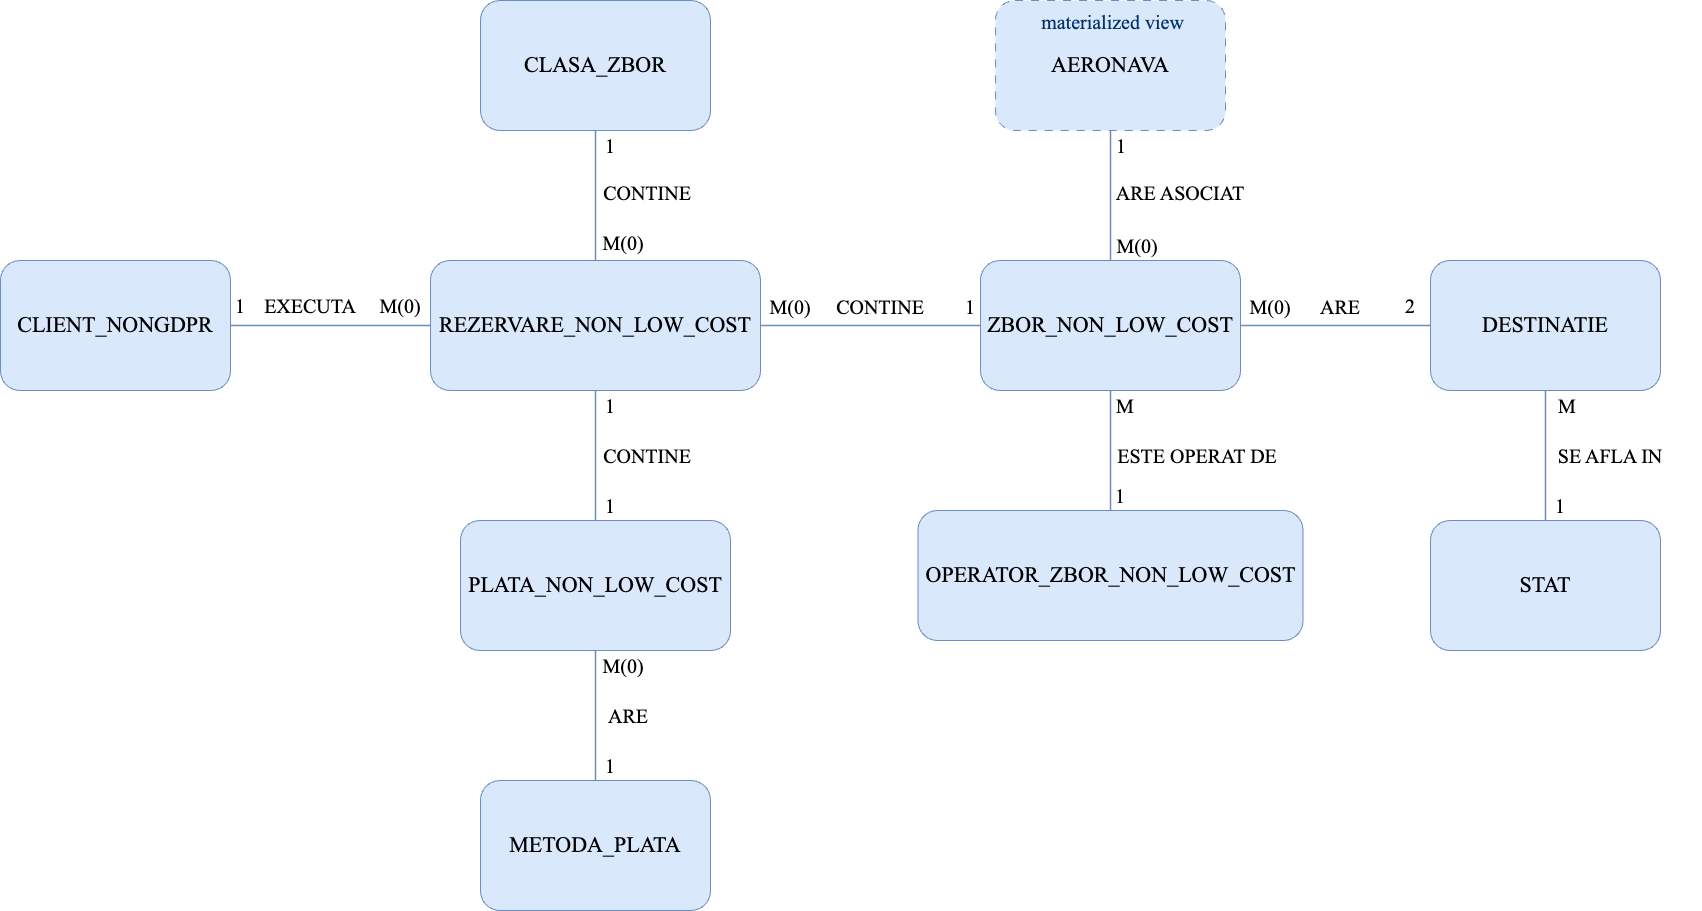 materialized view
CLASA_ZBOR
AERONAVA
1
1
CONTINE
ARE ASOCIAT
M(0)
M(0)
1 EXECUTA M(0)
M(0) CONTINE 1
M(0) ARE 2
CLIENT_NONGDPR
REZERVARE_NON_LOW_COST
ZBOR_NON_LOW_COST
DESTINATIE
1
M
M
CONTINE
ESTE OPERAT DE
SE AFLA IN
1
1
1
PLATA_NON_LOW_COST
OPERATOR_ZBOR_NON_LOW_COST
STAT
M(0)
ARE
1
METODA_PLATA